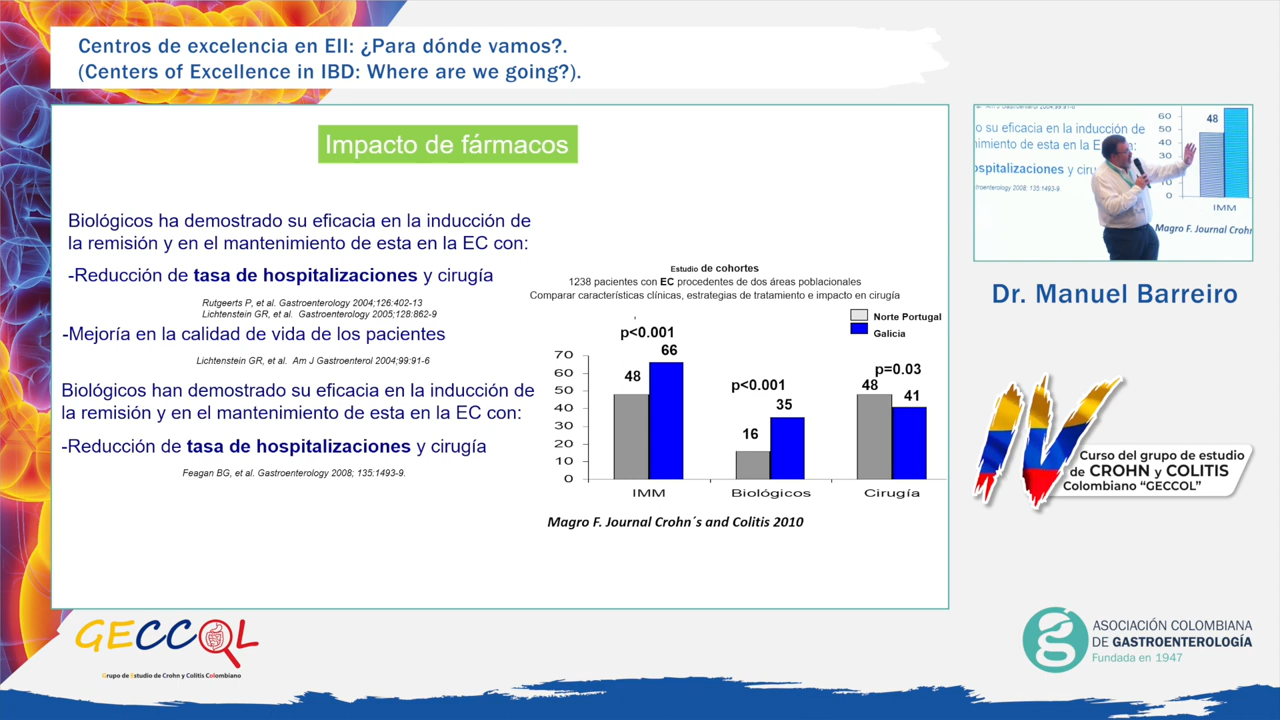 Centros de excelencia en EII: ¿Para dónde vamos?.
(Centers of Excellence in IBD: Where are we going?).
Impacto de fármacos
Biológicos ha demostrado su eficacia en la inducción de
la remisión y en el mantenimiento de esta en la EC con:
-Reducción de tasa de hospitalizaciones y cirugía
Rutgeerts P, et al. Gastroenterology 2004;126:402-13
Lichtenstein GR, et al. Gastroenterology 2005;128:862-9
-Mejoría en la calidad de vida de los pacientes
Lichtenstein GR, et al. Am J Gastroenterol 2004;99:91-6
Biológicos han demostrado su eficacia en la inducción de
la remisión y en el mantenimiento de esta en la EC con:
-Reducción de tasa de hospitalizaciones y cirugía
Feagan BG, et al. Gastroenterology 2008; 135:1493-9.
Estudio de cohortes
1238 pacientes con EC procedentes de dos áreas poblacionales
Comparar características clínicas, estrategias de tratamiento e impacto en cirugía
Norte Portugal
Galicia
p<0.001
p<0.001
p=0.03
48
66
16
35
48
41
70
60
50
40
30
20
10
0
IMM
Biológicos
Cirugía
Magro F. Journal Crohn´s and Colitis 2010
o su eficacia en la inducción de
nimiento de esta en la E n:
ospitalizaciones y ciru
troenterology 2008; 135:1493-9
60
50
40
30
10
0
48
IMM
Magro F. Journal Crohn
Dr. Manuel Barreiro
IV
Curso del grupo de estudio
de CROHN y COLITIS
Colombiano “GECCOL”
GECCOL
Grupo de Estudio de Crohn y Colitis Colombiano
ASOCIACIÓN COLOMBIANA
DE GASTROENTEROLOGÍA
Fundada en 1947